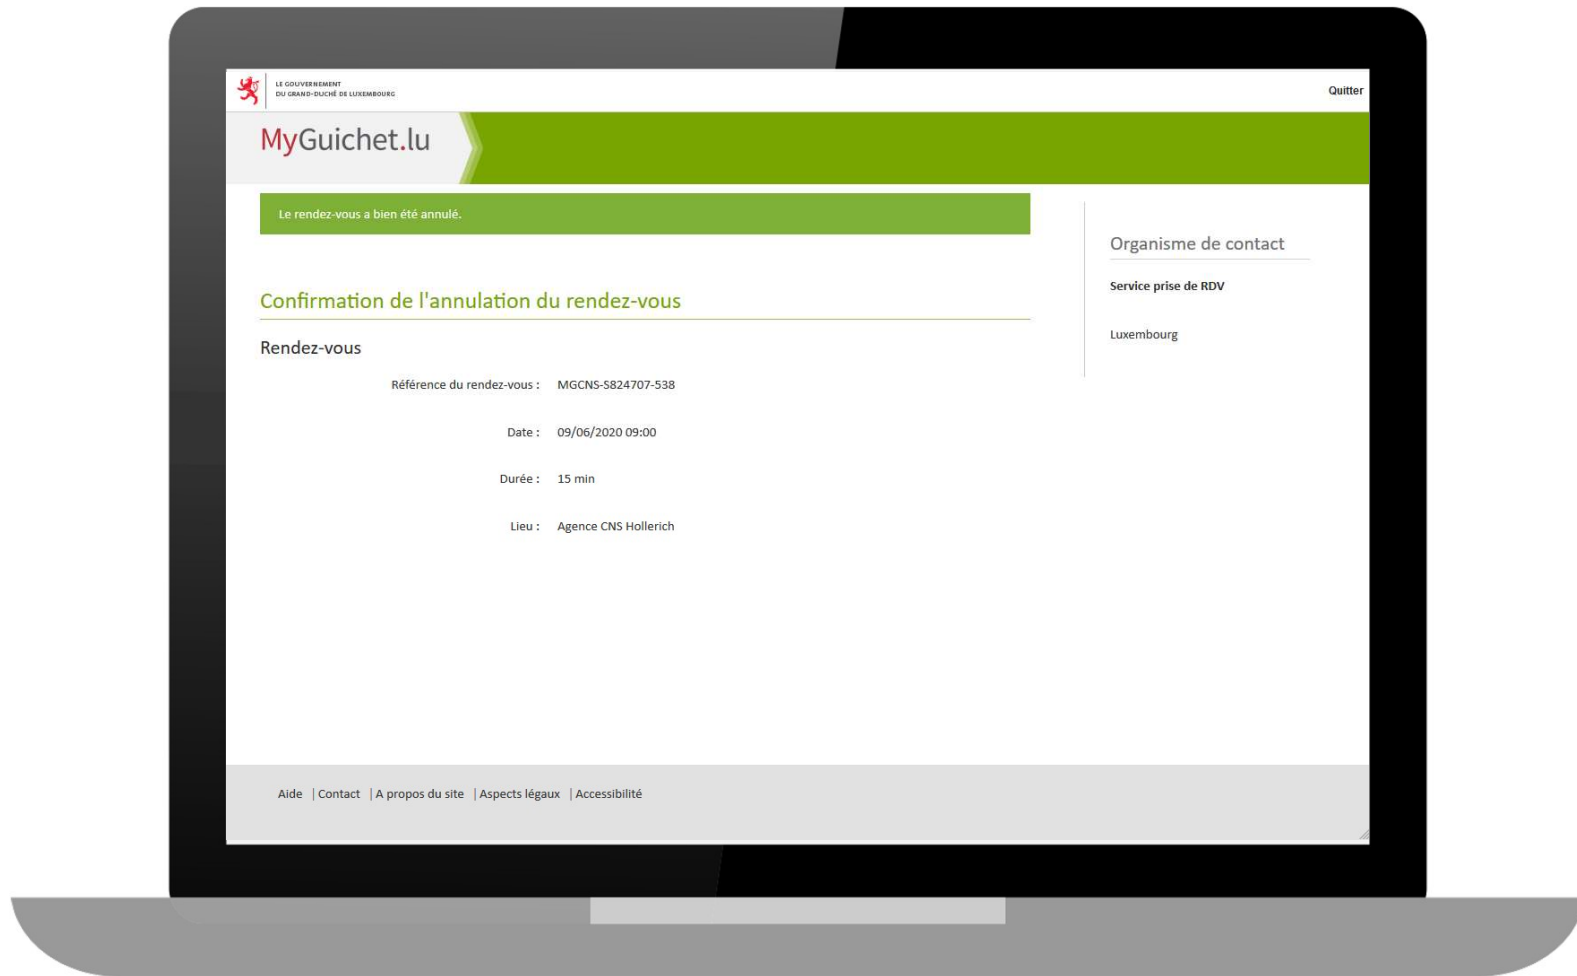 LE GOUVERNEMENT
DU GRAND-DUCHÉ DE LUXEMBOURG
Quitter
MyGuichet.lu
Le rendez-vous a bien été annulé.
Confirmation de l'annulation du rendez-vous
Rendez-vous
Référence du rendez-vous : MGCNS-S824707-538
Date : 09/06/2020 09:00
Durée : 15 min
Lieu : Agence CNS Hollerich
Organisme de contact
Service prise de RDV
Luxembourg
Aide | Contact | A propos du site | Aspects légaux | Accessibilité